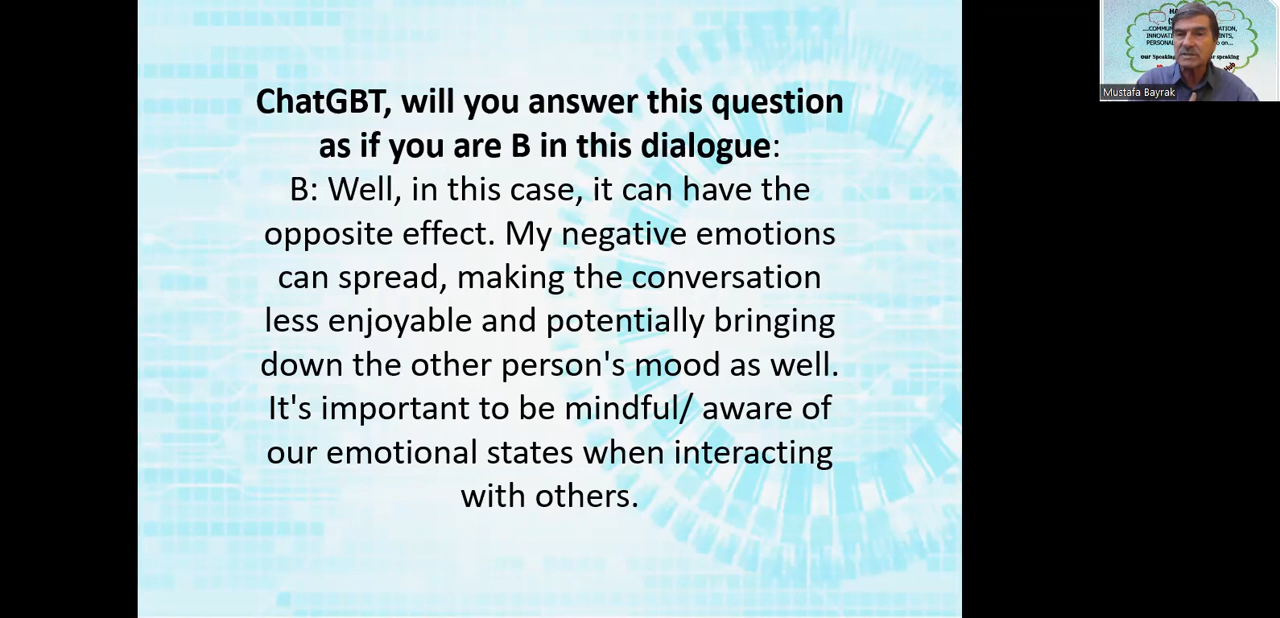 ChatGBT, will you answer this question
as if you are B in this dialogue:
B: Well, in this case, it can have the
opposite effect. My negative emotions
can spread, making the conversation
less enjoyable and potentially bringing
down the other person's mood as well.
It's important to be mindful/ aware of
our emotional states when interacting
with others.
Mustafa Bayrak